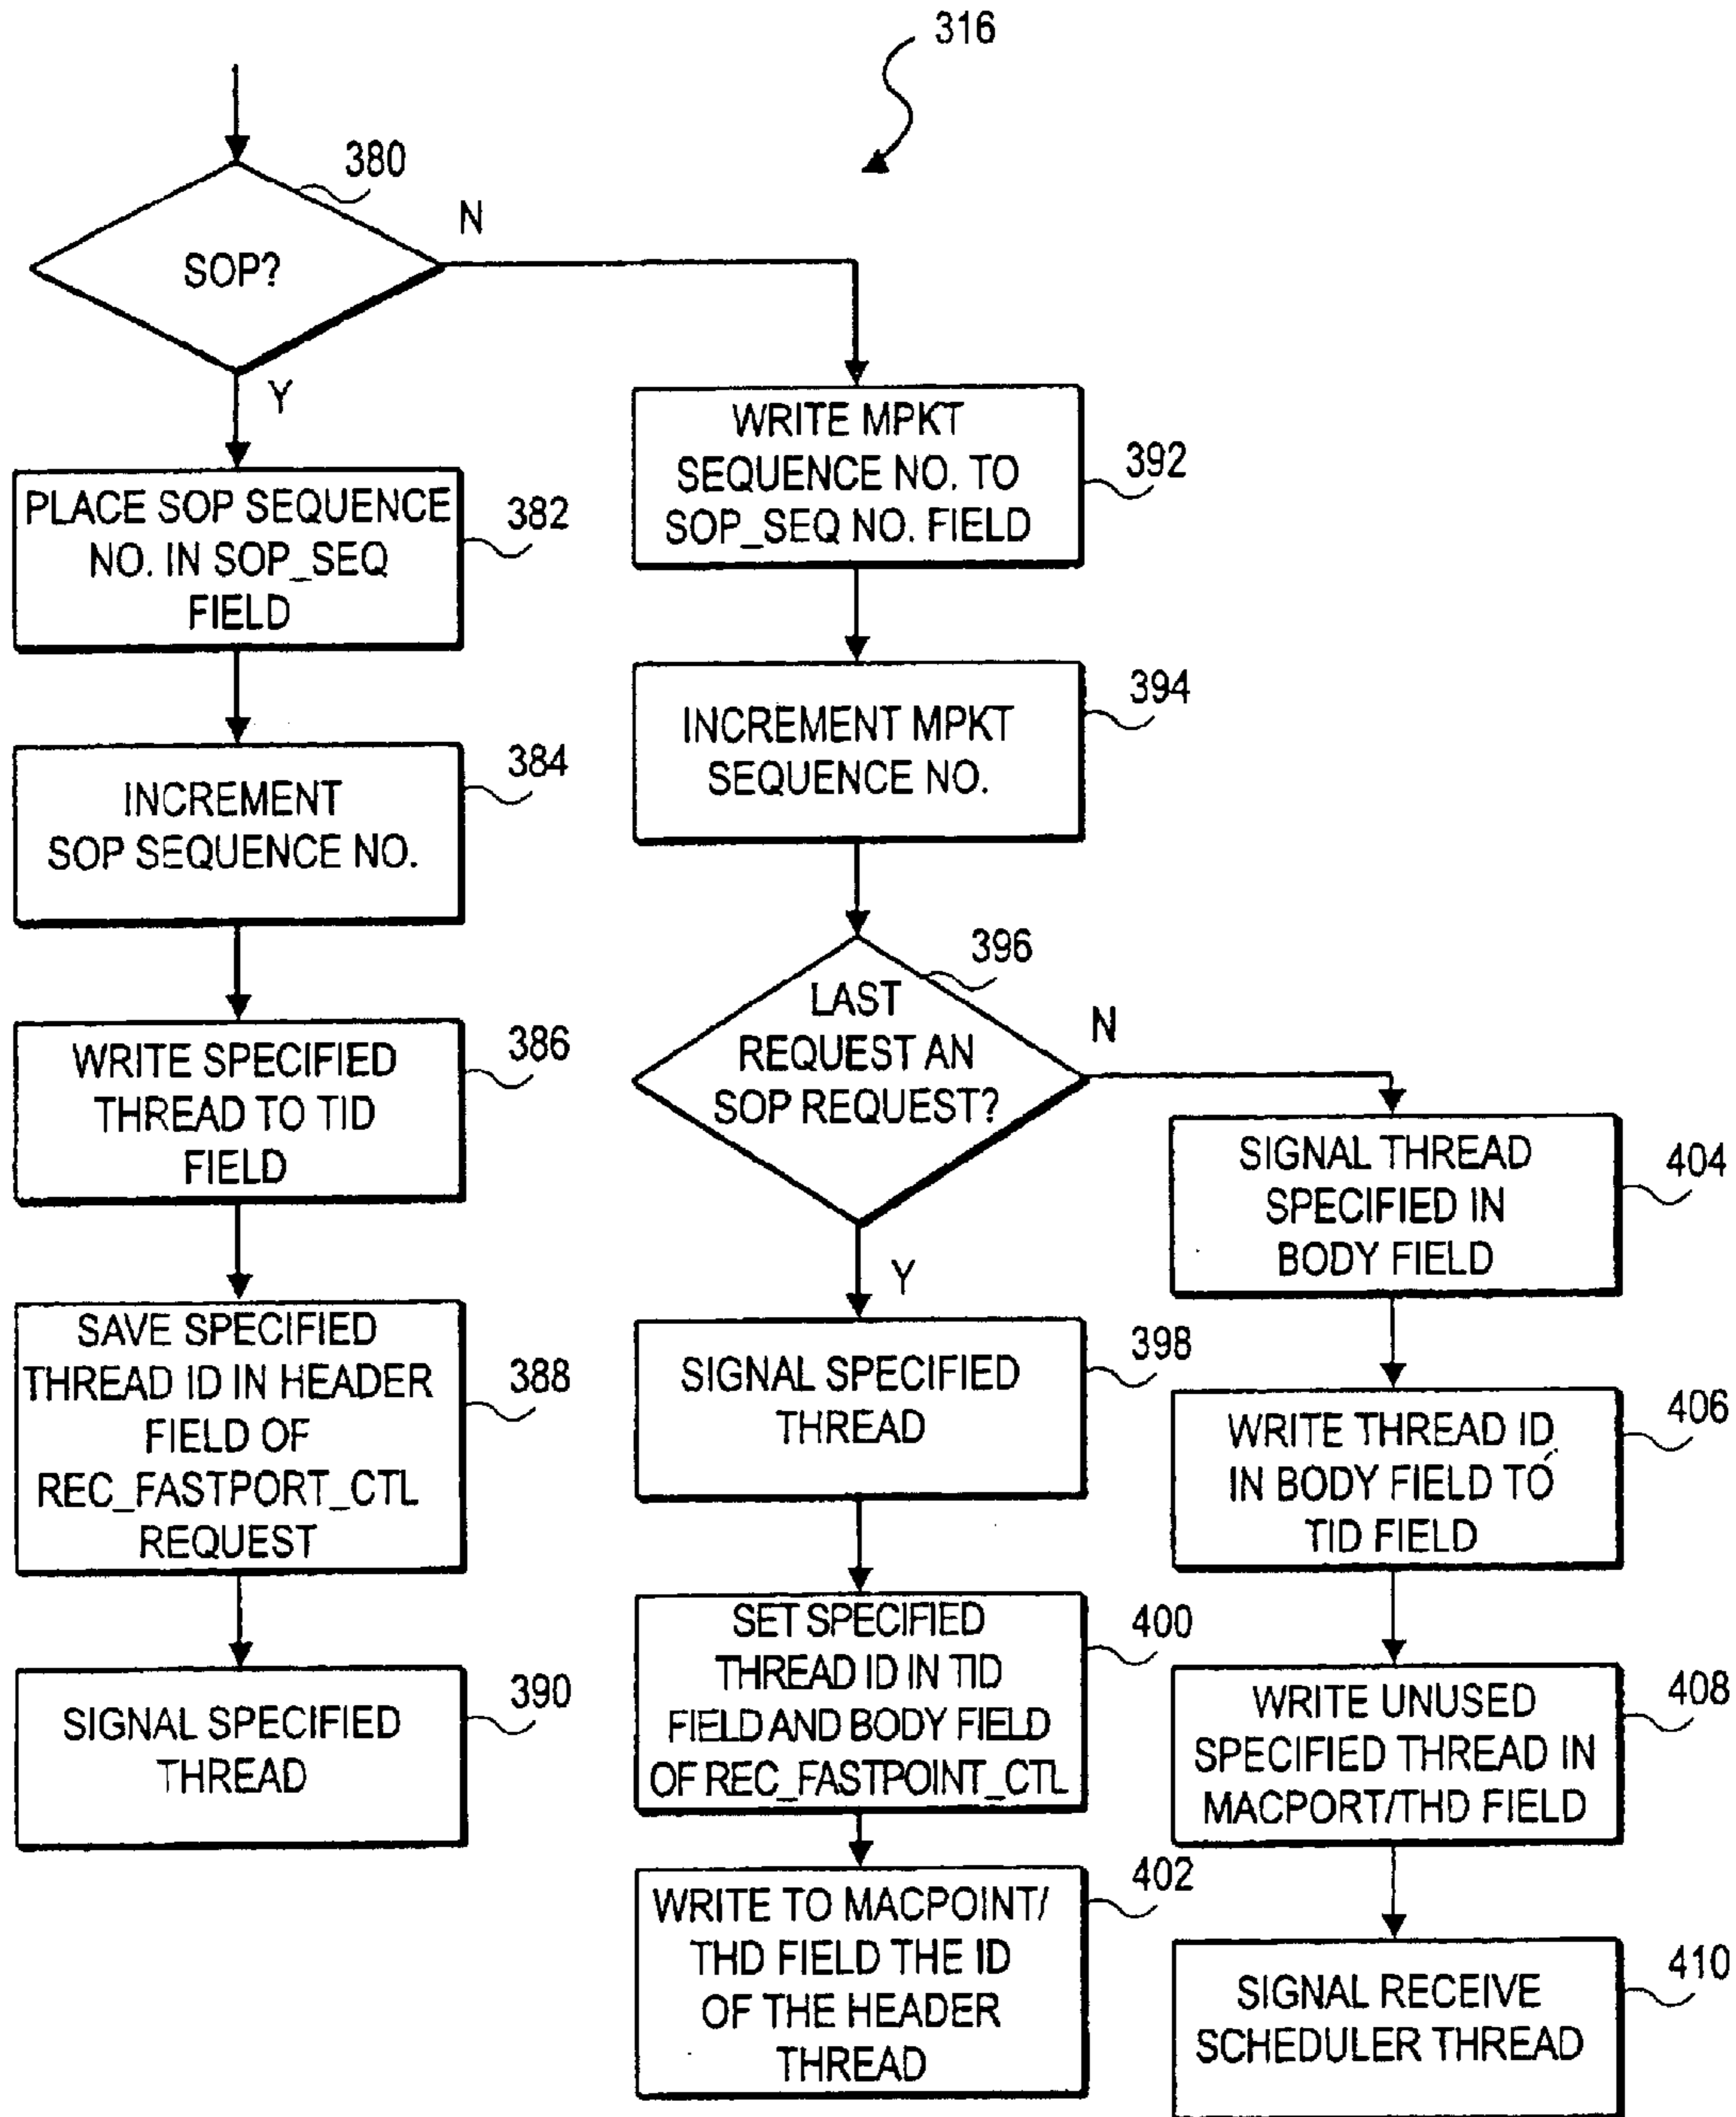 316
380
SOP?
N
Y
PLACE SOP SEQUENCE
NO. IN SOP_SEQ
FIELD
382
INCREMENT
SOP SEQUENCE NO.
384
WRITE SPECIFIED
THREAD TO TID
FIELD
386
SAVE SPECIFIED
THREAD ID IN HEADER
FIELD OF
REC_FASTPORT_CTL
REQUEST
388
SIGNAL SPECIFIED
THREAD
390
WRITE MPKT
SEQUENCE NO. TO
SOP_SEQ NO. FIELD
392
INCREMENT MPKT
SEQUENCE NO.
394
LAST
REQUEST AN
SOP REQUEST?
396
N
Y
SIGNAL SPECIFIED
THREAD
398
SET SPECIFIED
THREAD ID IN TID
FIELD AND BODY FIELD
OF REC_FASTPOINT_CTL
400
WRITE TO MACPOINT/
THD FIELD THE ID
OF THE HEADER
THREAD
402
SIGNAL THREAD
SPECIFIED IN
BODY FIELD
404
WRITE THREAD ID
IN BODY FIELD TO
TID FIELD
406
WRITE UNUSED
SPECIFIED THREAD IN
MACPORT/THD FIELD
408
SIGNAL RECEIVE
SCHEDULER THREAD
410